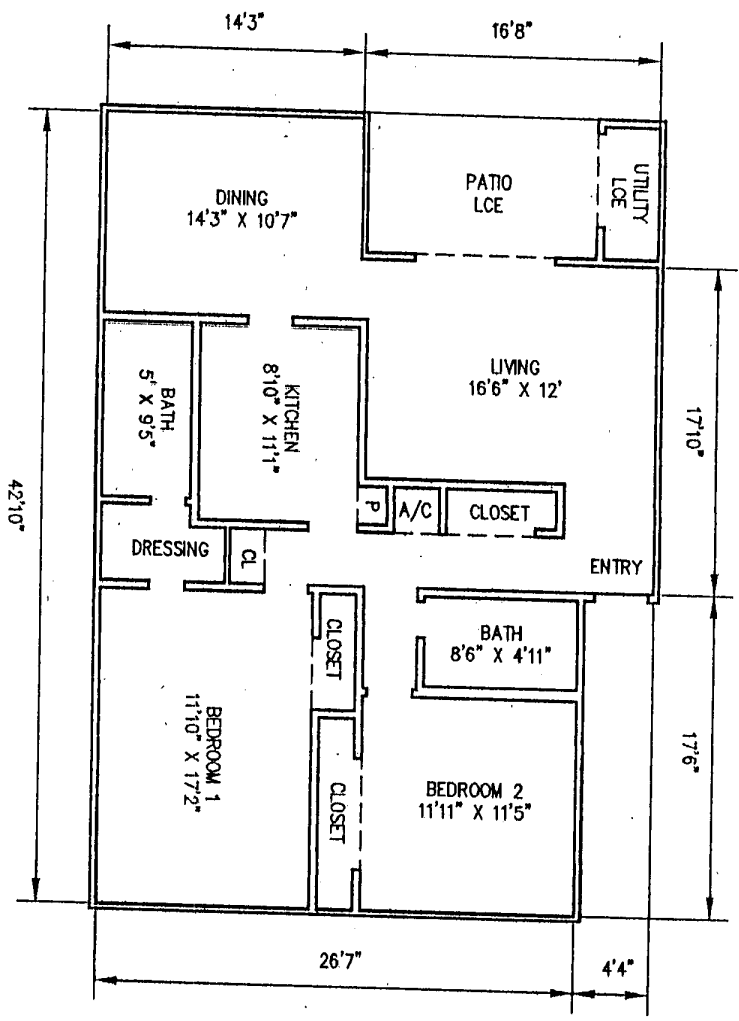 14'3"
16'8"
DINING
14'3" X 10'7"
PATIO
LCE
UTILITY
LCE
LIVING
16'6" X 12'
17'10"
BATH
5' X 9'5"
KITCHEN
8'10" X 11'1"
42'10"
P
A/C
CLOSET
DRESSING
CL
ENTRY
CLOSET
BATH
8'6" X 4'11"
BEDROOM 1
11'10" X 17'2"
CLOSET
BEDROOM 2
11'11" X 11'5"
17'6"
26'7"
4'4"